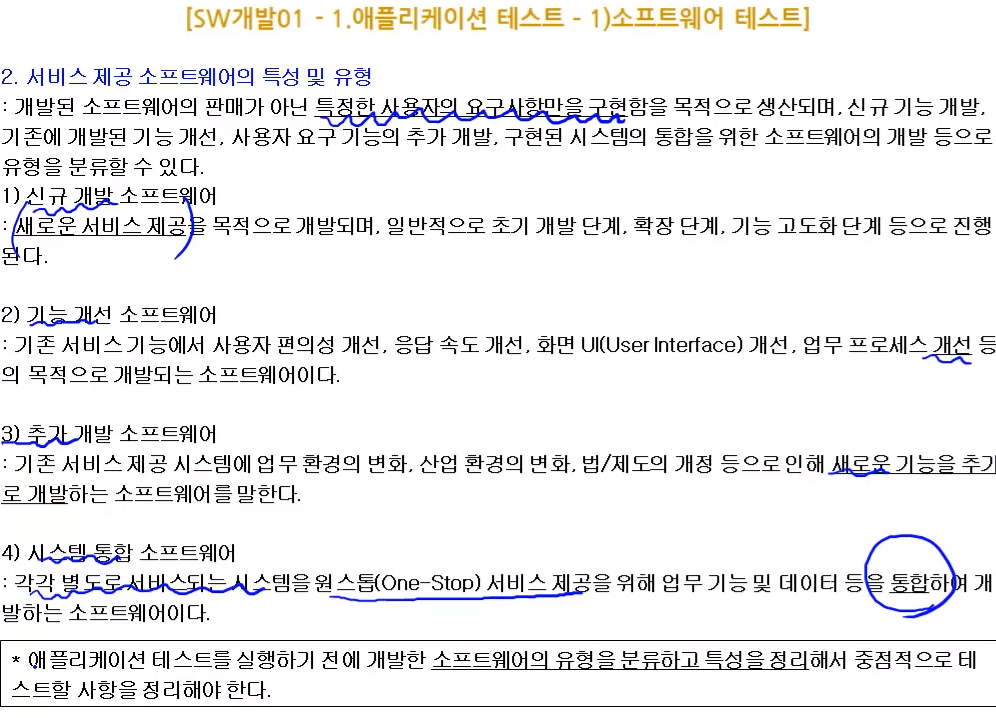 [SW개발01 - 1.애플리케이션 테스트 - 1)소프트웨어 테스트]
2. 서비스 제공 소프트웨어의 특성 및 유형
: 개발된 소프트웨어의 판매가 아닌 특정한 사용자의 요구사항만을 구현함을 목적으로 생산되며, 신규 기능 개발,
기존에 개발된 기능 개선, 사용자 요구 기능의 추가 개발, 구현된 시스템의 통합을 위한 소프트웨어의 개발 등으로
유형을 분류할 수 있다.
1) 신규 개발 소프트웨어
: 새로운 서비스 제공을 목적으로 개발되며, 일반적으로 초기 개발 단계, 확장 단계, 기능 고도화 단계 등으로 진행
된다.
2) 기능 개선 소프트웨어
: 기존 서비스 기능에서 사용자 편의성 개선, 응답 속도 개선, 화면 UI(User Interface) 개선, 업무 프로세스 개선 등
의 목적으로 개발되는 소프트웨어이다.
3) 추가 개발 소프트웨어
: 기존 서비스 제공 시스템에 업무 환경의 변화, 산업 환경의 변화, 법/제도의 개정 등으로 인해 새로운 기능을 추가
로 개발하는 소프트웨어를 말한다.
4) 시스템 통합 소프트웨어
: 각각 별도로 서비스되는 시스템을 원 스톱(One-Stop) 서비스 제공을 위해 업무 기능 및 데이터 등을 통합하여 개
발하는 소프트웨어이다.
* 애플리케이션 테스트를 실행하기 전에 개발한 소프트웨어의 유형을 분류하고 특성을 정리해서 중점적으로 테
스트할 사항을 정리해야 한다.